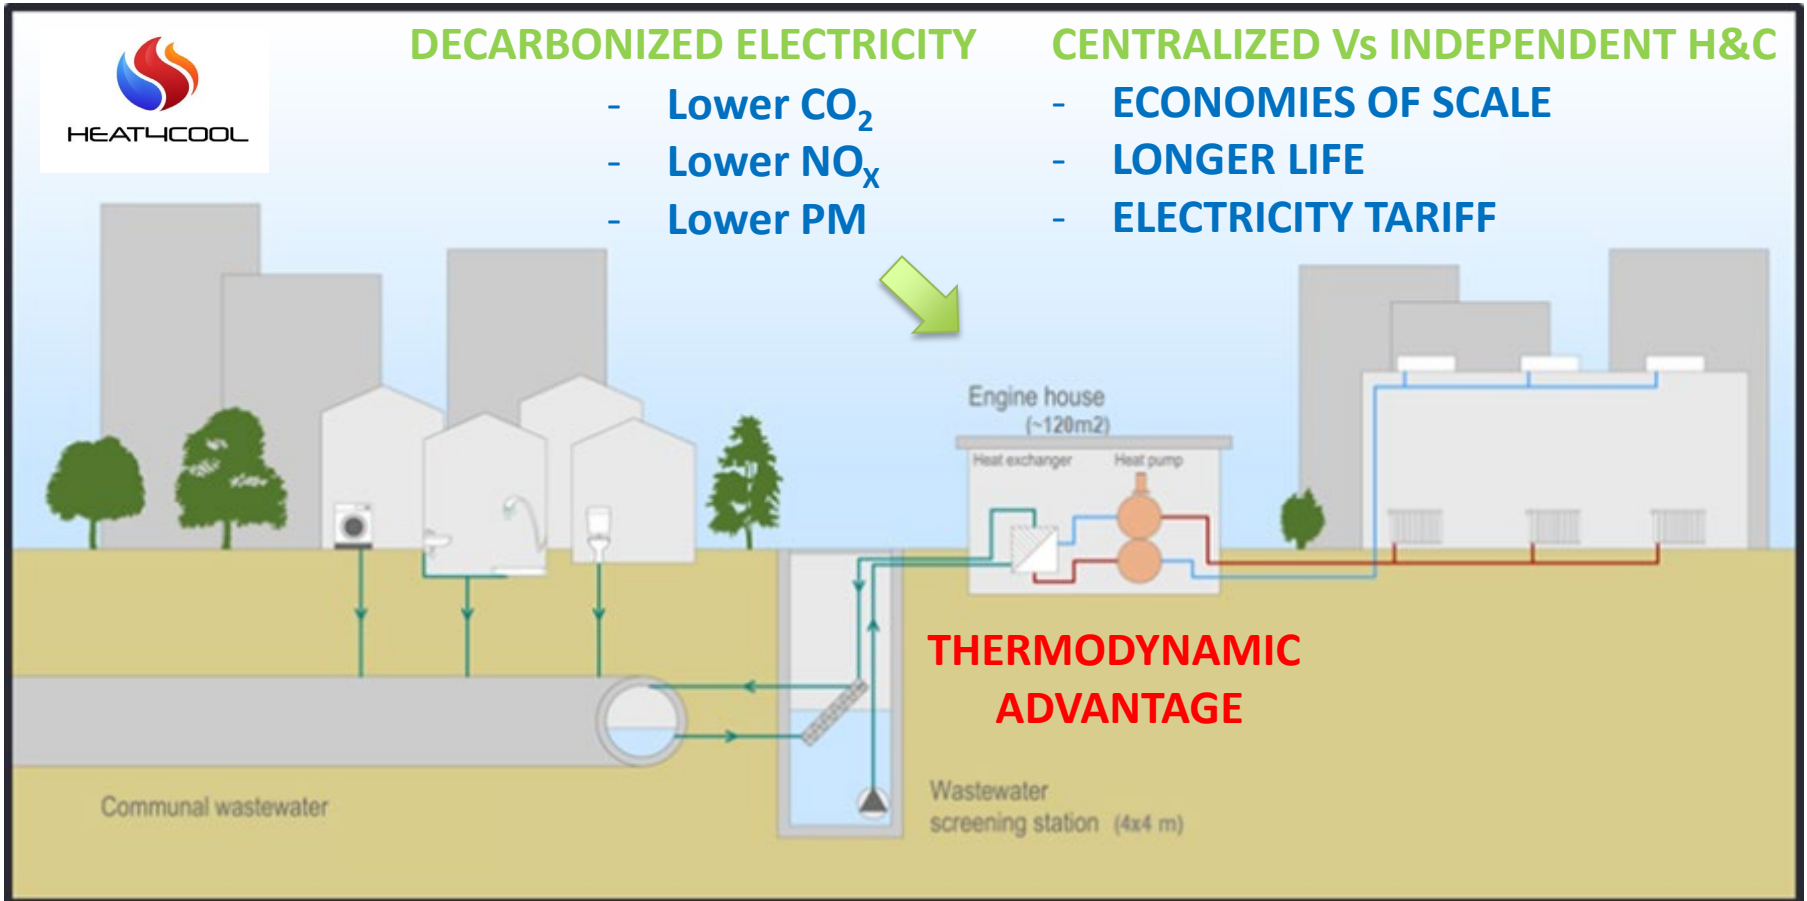 HEAT4COOL
DECARBONIZED ELECTRICITY
- Lower CO2
- Lower NOX
- Lower PM
CENTRALIZED Vs INDEPENDENT H&C
- ECONOMIES OF SCALE
- LONGER LIFE
- ELECTRICITY TARIFF
Engine house
(~120m2)
Heat exchanger
Heat pump
THERMODYNAMIC
ADVANTAGE
Communal wastewater
Wastewater
screening station (4x4 m)